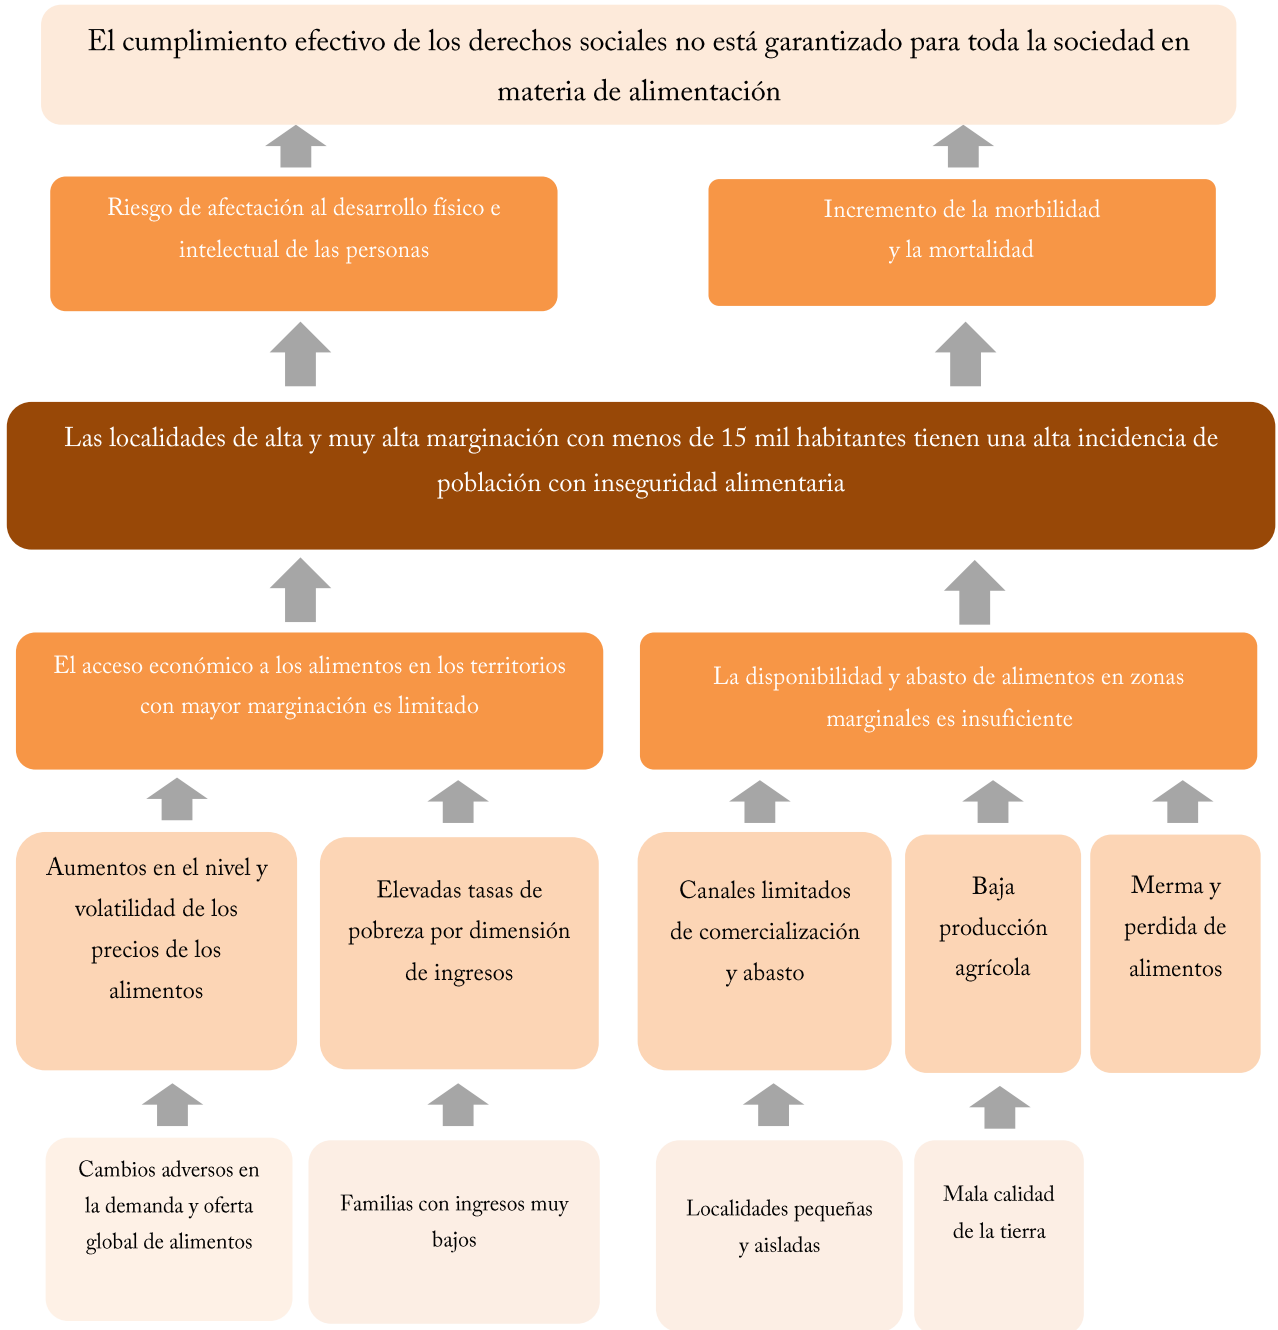 El cumplimiento efectivo de los derechos sociales no está garantizado para toda la sociedad en
materia de alimentación
Riesgo de afectación al desarrollo físico e
intelectual de las personas
Incremento de la morbilidad
y la mortalidad
Las localidades de alta y muy alta marginación con menos de 15 mil habitantes tienen una alta incidencia de
población con inseguridad alimentaria
El acceso económico a los alimentos en los territorios
con mayor marginación es limitado
La disponibilidad y abasto de alimentos en zonas
marginales es insuficiente
Aumentos en el nivel y
volatilidad de los
precios de los
alimentos
Elevadas tasas de
pobreza por dimensión
de ingresos
Canales limitados
de comercialización
y abasto
Baja
producción
agrícola
Merma y
perdida de
alimentos
Cambios adversos en
la demanda y oferta
global de alimentos
Familias con ingresos muy
bajos
Localidades pequeñas
y aisladas
Mala calidad
de la tierra